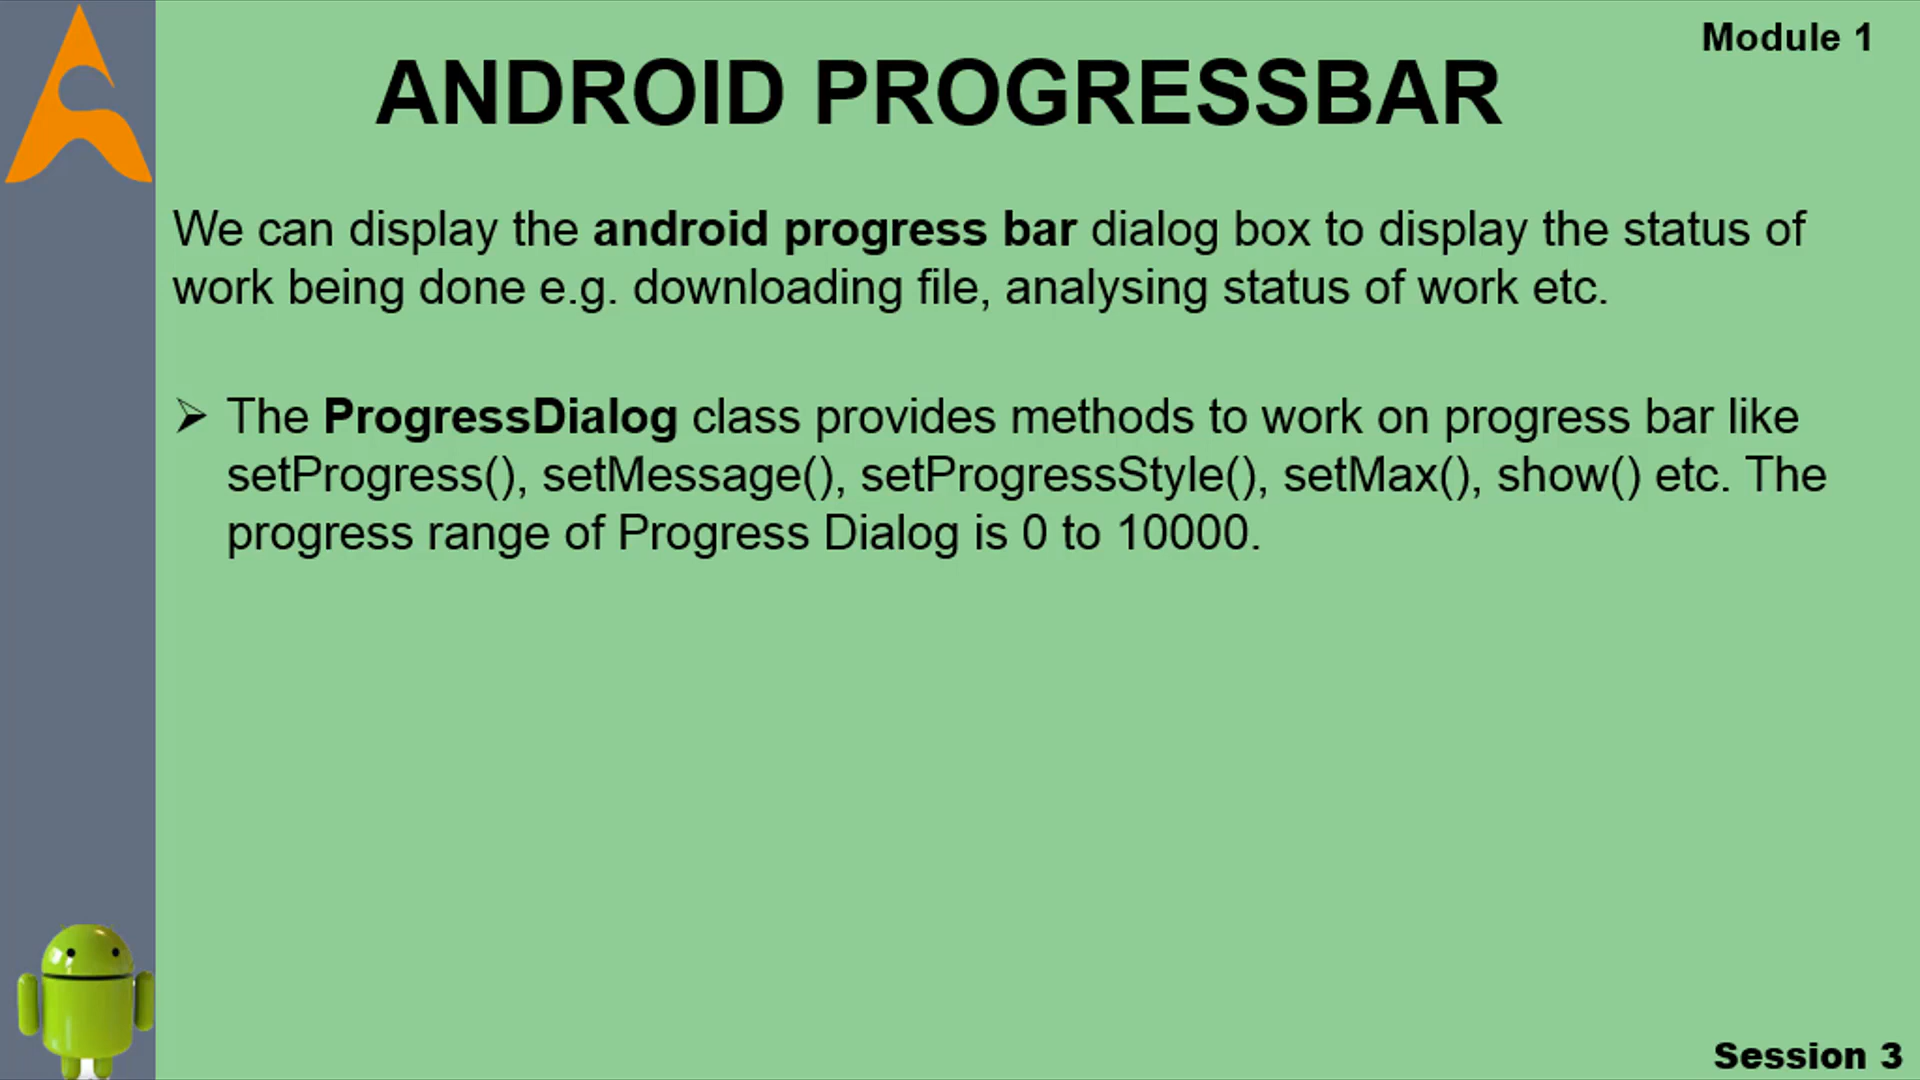 Module 1
ANDROID PROGRESSBAR
We can display the android progress bar dialog box to display the status of
work being done e.g. downloading file, analysing status of work etc.
➢ The ProgressDialog class provides methods to work on progress bar like
setProgress(), setMessage(), setProgressStyle(), setMax(), show() etc. The
progress range of Progress Dialog is 0 to 10000.
Session 3